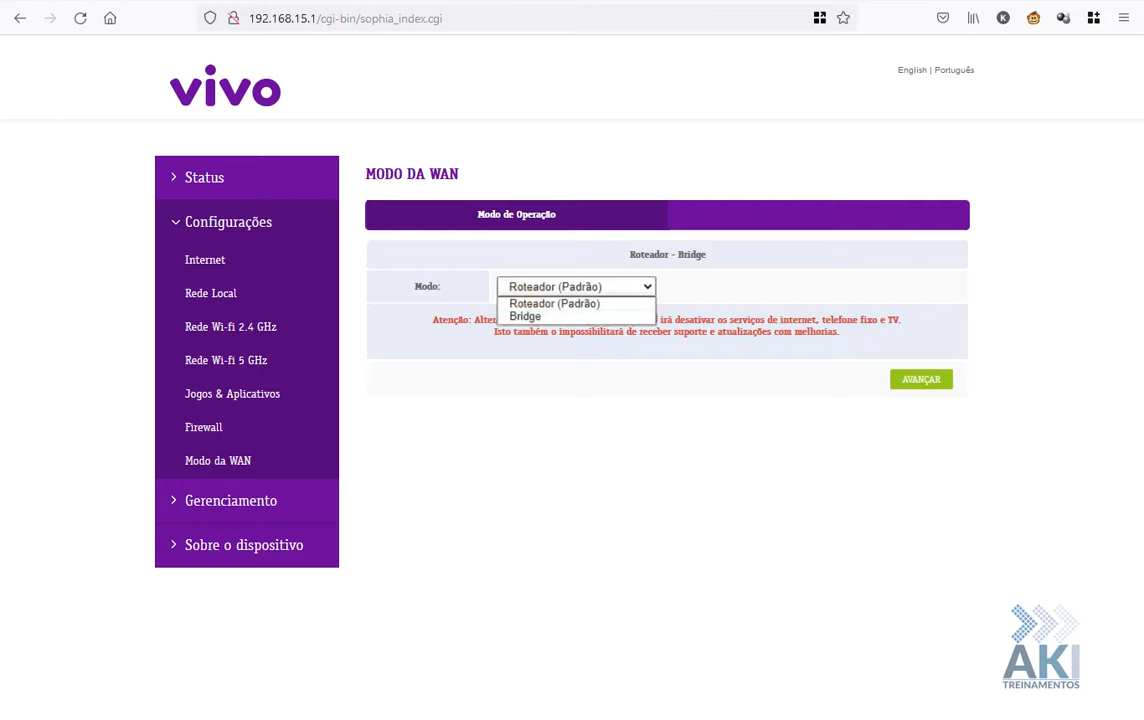 192.168.15.1/cgi-bin/sophia_index.cgi
K
vivo
English | Português
Status
Configurações
Internet
Rede Local
Rede Wi-fi 2.4 GHz
Rede Wi-fi 5 GHz
Jogos & Aplicativos
Firewall
Modo da WAN
Gerenciamento
Sobre o dispositivo
MODO DA WAN
Modo de Operação
Roteador - Bridge
Modo:
Roteador (Padrão)
Roteador (Padrão)
Bridge
Atenção: irá desativar os serviços de internet, telefone fixo e TV.
Isto também o impossibilitará de receber suporte e atualizações com melhorias.
AVANÇAR
AKI
TREINAMENTOS